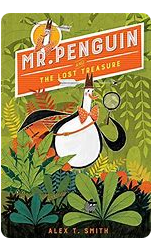 MR. PENGUIN
AND
THE LOST TREASURE
ALEX T. SMITH